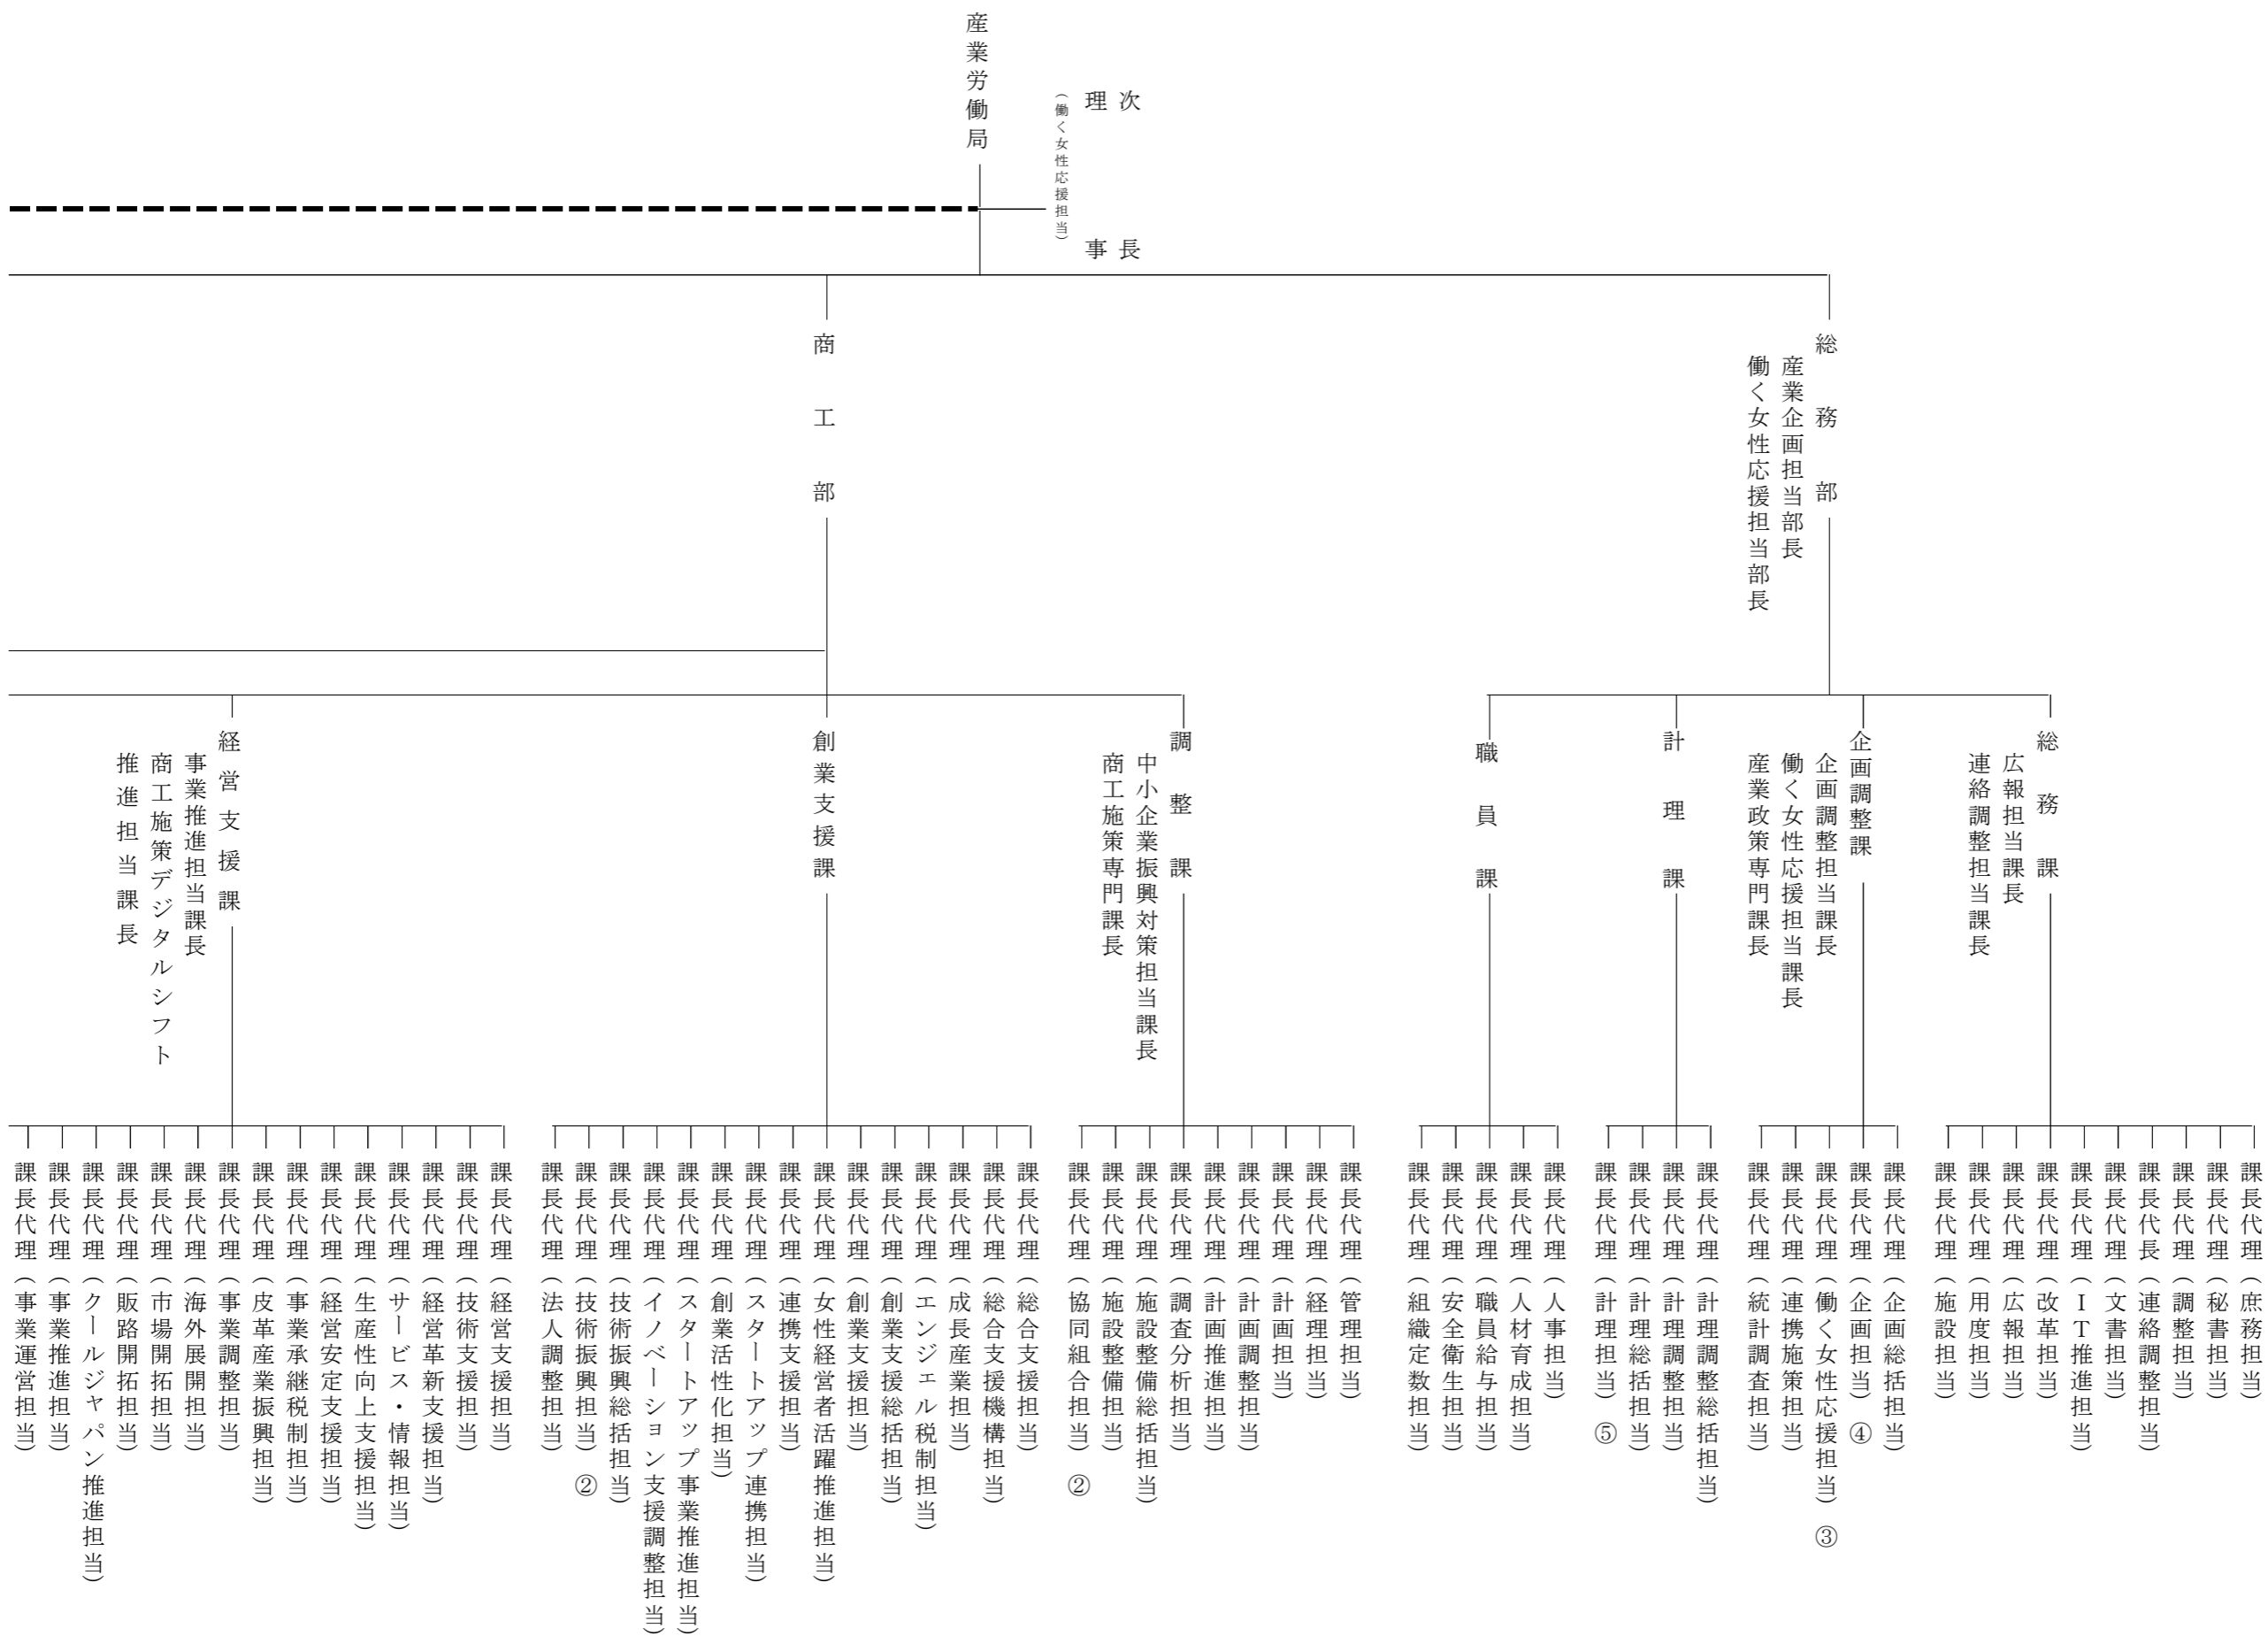 産業労働局
次長
理事
（働く女性応援担当）
総務部
産業企画担当部長
働く女性応援担当部長
総務課
広報担当課長
連絡調整担当課長
課長代理（庶務担当）
課長代理（秘書担当）
課長代理（調整担当）
課長代長（連絡調整担当）
課長代理（文書担当）
課長代理（ＩＴ推進担当）
課長代理（改革担当）
課長代理（広報担当）
課長代理（用度担当）
課長代理（施設担当）
企画調整課
企画調整担当課長
働く女性応援担当課長
産業政策専門課長
課長代理（企画総括担当）
課長代理（企画担当）④
課長代理（働く女性応援担当）③
課長代理（連携施策担当）
課長代理（統計調査担当）
計理課
課長代理（計理調整総括担当）
課長代理（計理調整担当）
課長代理（計理総括担当）
課長代理（計理担当）⑤
職員課
課長代理（人事担当）
課長代理（人材育成担当）
課長代理（職員給与担当）
課長代理（安全衛生担当）
課長代理（組織定数担当）
商工部
調整課
中小企業振興対策担当課長
商工施策専門課長
課長代理（管理担当）
課長代理（経理担当）
課長代理（計画担当）
課長代理（計画調整担当）
課長代理（計画推進担当）
課長代理（調査分析担当）
課長代理（施設整備総括担当）
課長代理（施設整備担当）
課長代理（協同組合担当）②
創業支援課
課長代理（総合支援担当）
課長代理（総合支援機構担当）
課長代理（成長産業担当）
課長代理（エンジェル税制担当）
課長代理（創業支援総括担当）
課長代理（創業支援担当）
課長代理（女性経営者活躍推進担当）
課長代理（連携支援担当）
課長代理（スタートアップ連携担当）
課長代理（創業活性化担当）
課長代理（スタートアップ事業推進担当）
課長代理（イノベーション支援調整担当）
課長代理（技術振興総括担当）
課長代理（技術振興担当）②
課長代理（法人調整担当）
経営支援課
事業推進担当課長
商工施策デジタルシフト
推進担当課長
課長代理（経営支援担当）
課長代理（技術支援担当）
課長代理（経営革新支援担当）
課長代理（サービス・情報担当）
課長代理（生産性向上支援担当）
課長代理（経営安定支援担当）
課長代理（事業承継税制担当）
課長代理（皮革産業振興担当）
課長代理（事業調整担当）
課長代理（海外展開担当）
課長代理（市場開拓担当）
課長代理（販路開拓担当）
課長代理（クールジャパン推進担当）
課長代理（事業推進担当）
課長代理（事業運営担当）